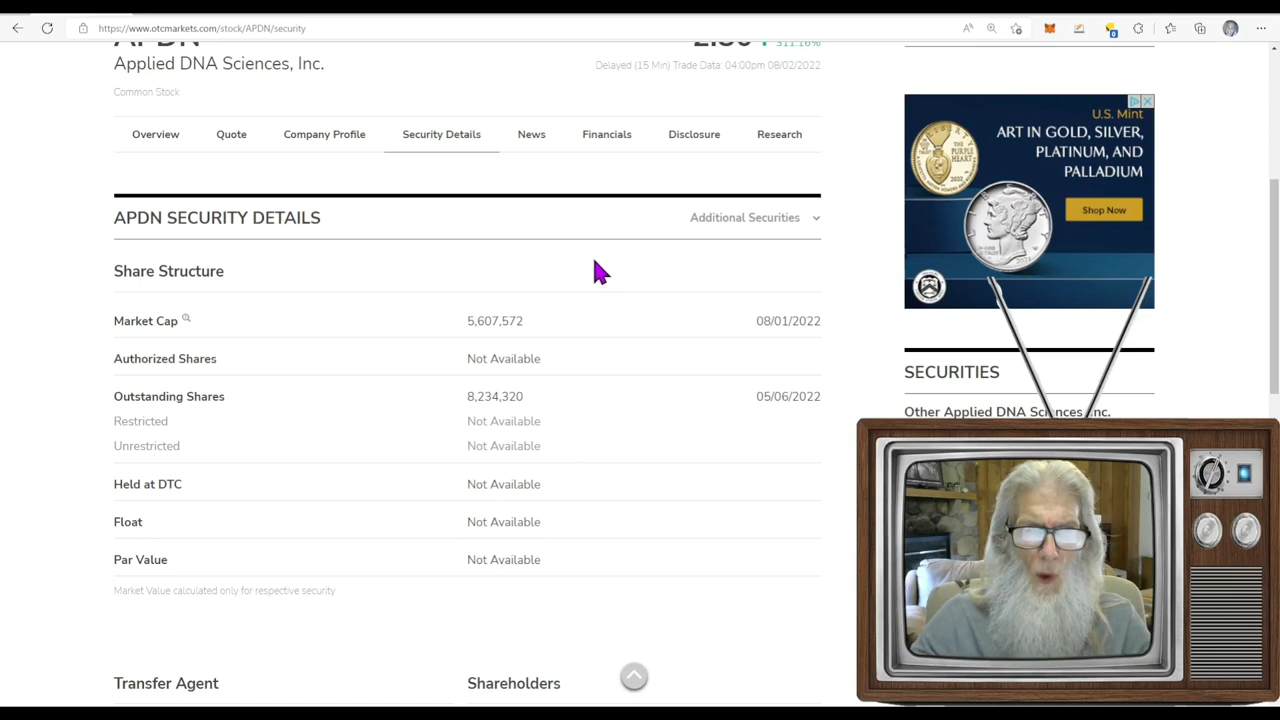 https://www.otcmarkets.com/stock/APDN/security
APDN
311.16%
Applied DNA Sciences, Inc.
Delayed (15 Min) Trade Data: 04:00pm 08/02/2022
Common Stock
Overview
Quote
Company Profile
Security Details
News
Financials
Disclosure
Research
APDN SECURITY DETAILS
Additional Securities
Share Structure
Market Cap
5,607,572
08/01/2022
Authorized Shares
Not Available
Outstanding Shares
8,234,320
05/06/2022
Restricted
Not Available
Unrestricted
Not Available
Held at DTC
Not Available
Float
Not Available
Par Value
Not Available
Market Value calculated only for respective security
Transfer Agent
Shareholders
U.S. Mint
ART IN GOLD, SILVER,
PLATINUM, AND
PALLADIUM
Shop Now
SECURITIES
Other Applied DNA Sciences, Inc.